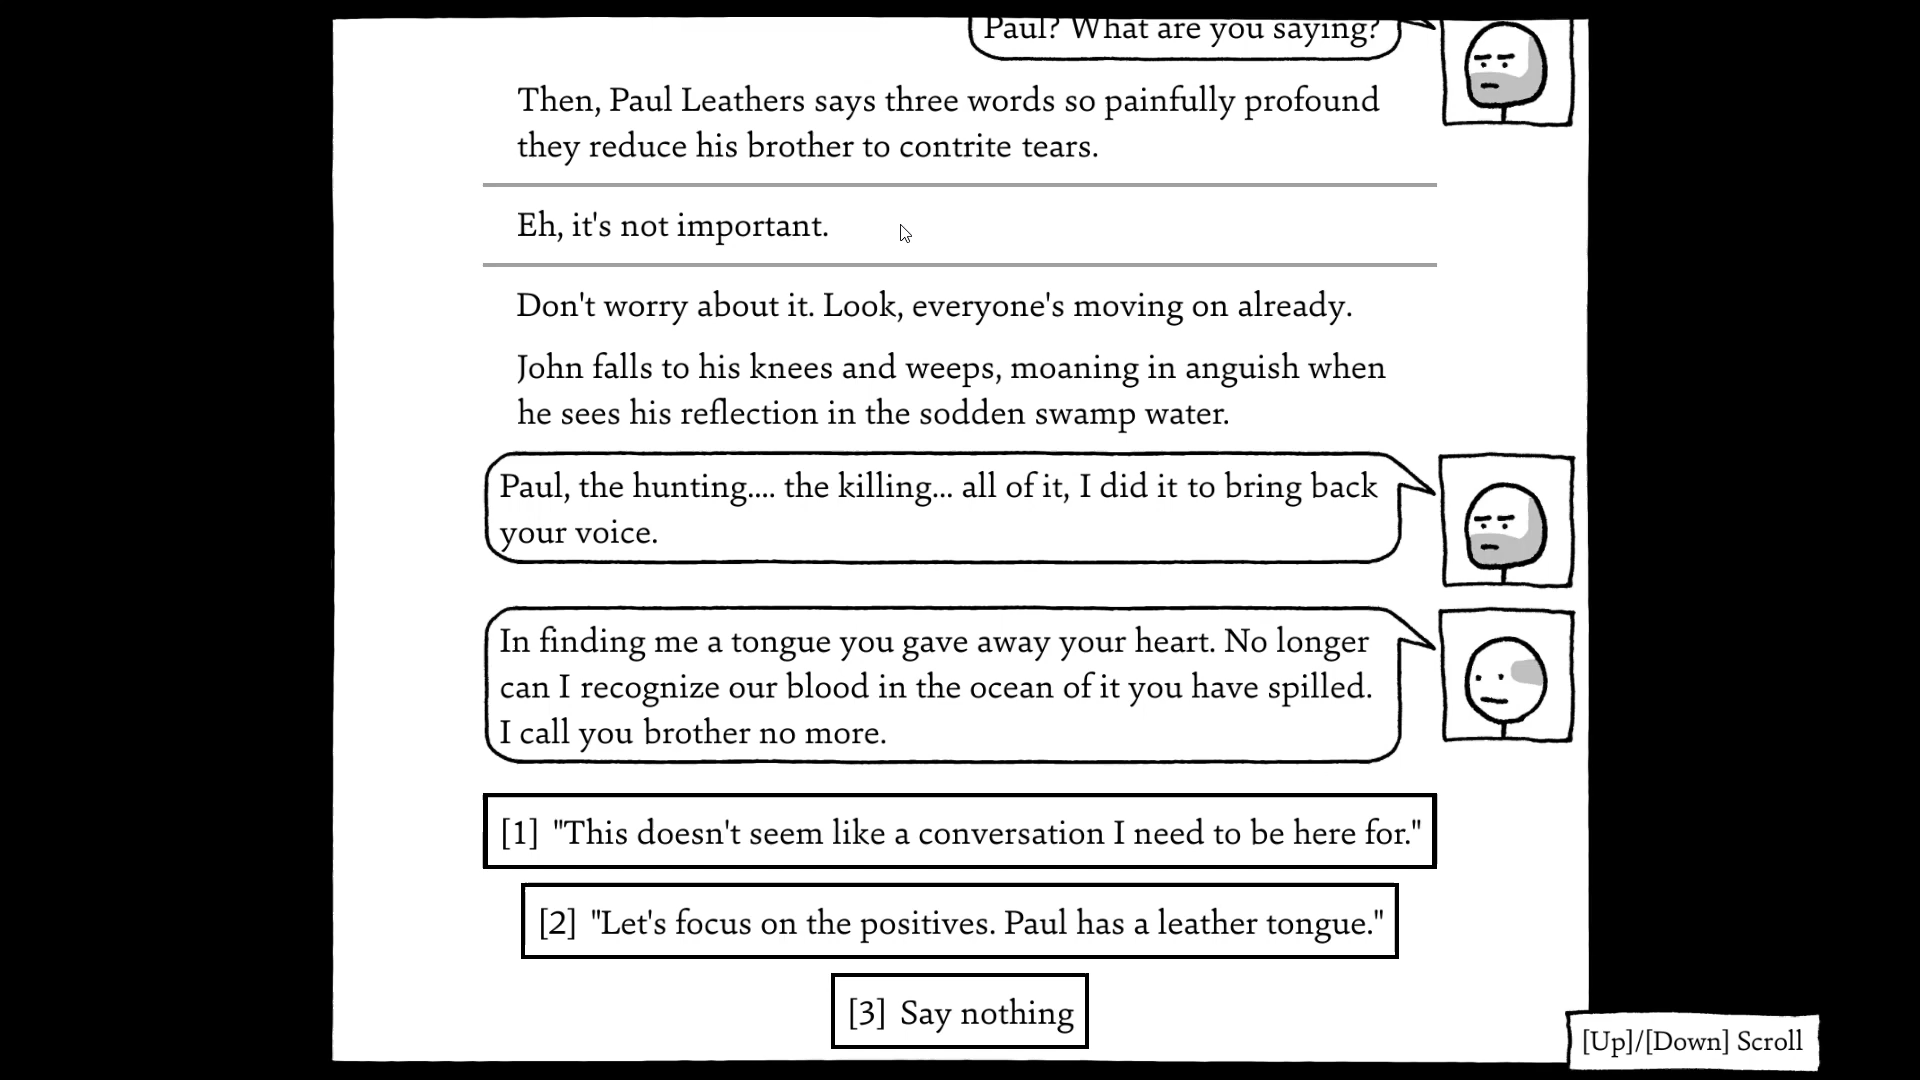 Paul? What are you saying?
Then, Paul Leathers says three words so painfully profound
they reduce his brother to contrite tears.
Eh, it's not important.
Don't worry about it. Look, everyone's moving on already.
John falls to his knees and weeps, moaning in anguish when
he sees his reflection in the sodden swamp water.
Paul, the hunting.... the killing... all of it, I did it to bring back
your voice.
In finding me a tongue you gave away your heart. No longer
can I recognize our blood in the ocean of it you have spilled.
I call you brother no more.
[1] "This doesn't seem like a conversation I need to be here for."
[2] "Let's focus on the positives. Paul has a leather tongue."
[3] Say nothing
[Up]/[Down] Scroll